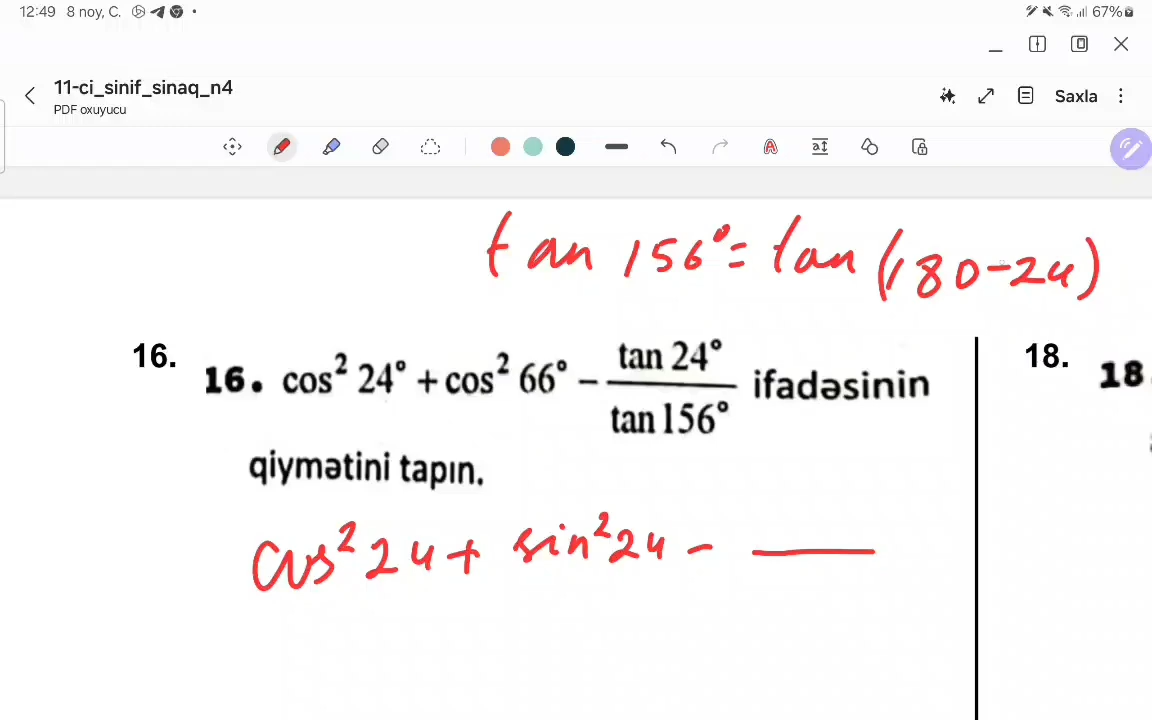 12:49 8 noy, C.
67%
11-ci_sinif_sinaq_n4
PDF oxuyucu
Saxla
tan 156° = tan (180-24)
16.
16. cos² 24° + cos² 66° − tan 24° / tan 156° ifadəsinin
qiymətini tapın.
cos² 24 + sin² 24 −
18.
18